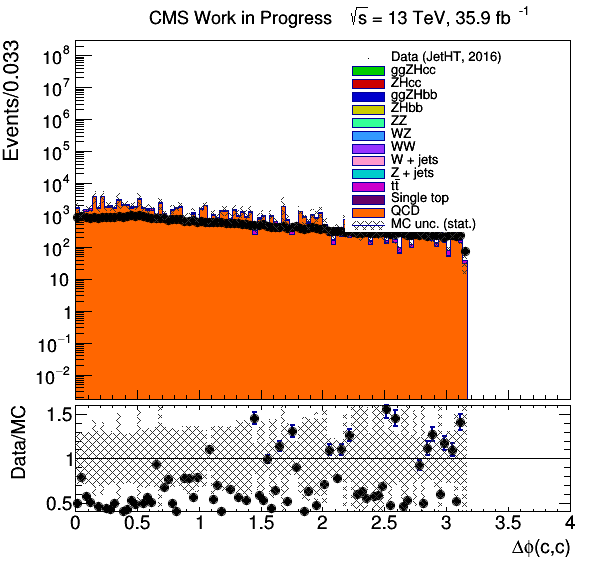 CMS Work in Progress √s = 13 TeV, 35.9 fb⁻¹
Events/0.033
10⁸
10⁷
10⁶
10⁵
10⁴
10³
10²
10
1
10⁻¹
10⁻²
Data (JetHT, 2016)
ggZHcc
ZHcc
ggZHbb
ZHbb
ZZ
WZ
WW
W + jets
Z + jets
tt̄
Single top
QCD
MC unc. (stat.)
Data/MC
1.5
1
0.5
0 0.5 1 1.5 2 2.5 3 3.5 4
Δϕ(c,c)